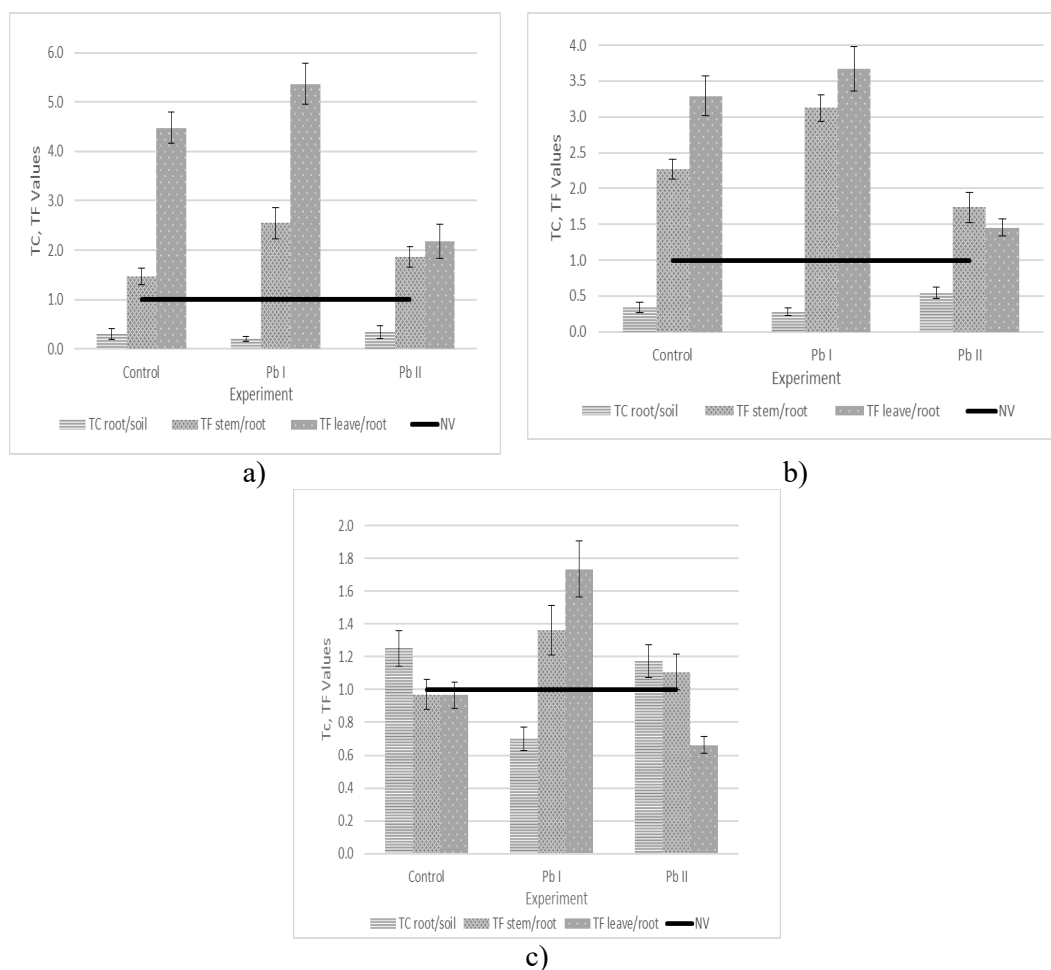 6.0
5.0
4.0
3.0
2.0
1.0
0.0
TC, TF Values
Control Pb I Pb II
Experiment
TC root/soil TF stem/root TF leave/root NV
a)
4.0
3.5
3.0
2.5
2.0
1.5
1.0
0.5
0.0
TC, TF Values
Control Pb I Pb II
Experiment
TC root/soil TF stem/root TF leave/root NV
b)
2.0
1.8
1.6
1.4
1.2
1.0
0.8
0.6
0.4
0.2
0.0
Tc, TF Values
Control Pb I Pb II
Experiment
TC root/soil TF stem/root TF leave/root NV
c)